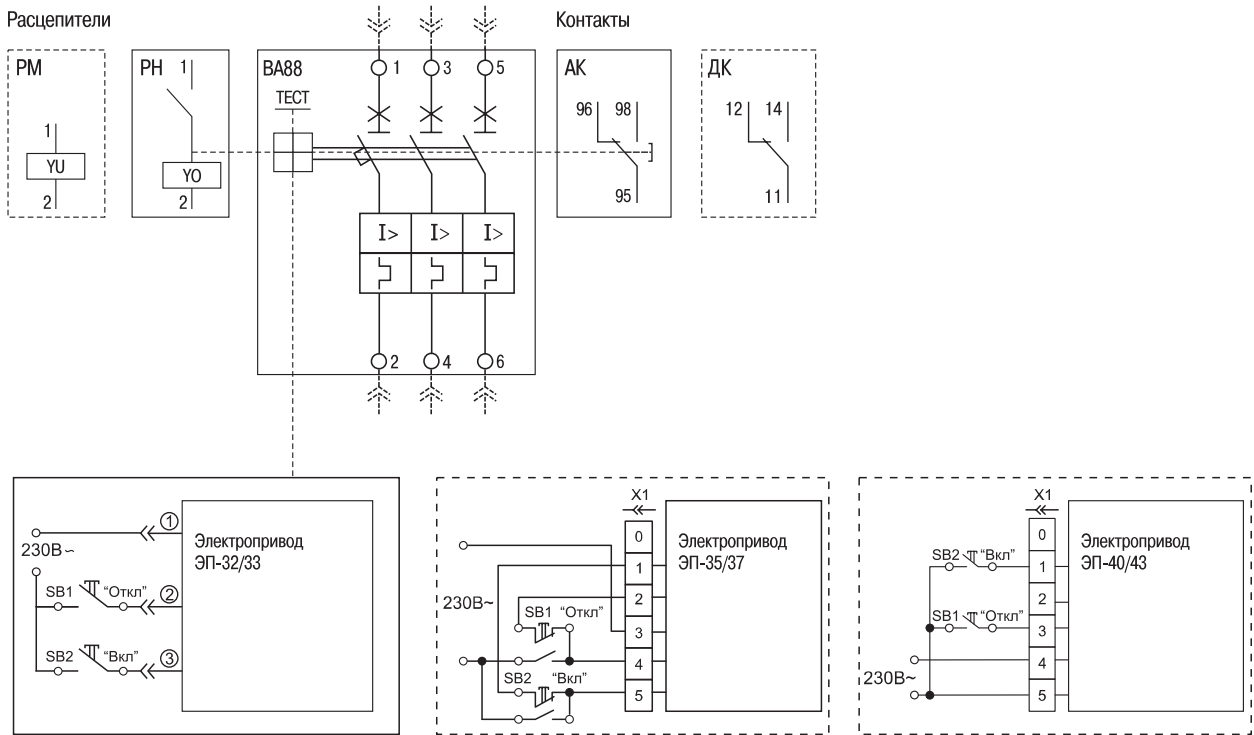 Расцепители
Контакты
РМ
1
YU
2
РН 1
YO
2
ВА88
ТЕСТ
1 3 5
I> I> I>
2 4 6
АК
96 98
95
ДК
12 14
11
230В~
1
SB1 "Откл" 2
SB2 "Вкл" 3
Электропривод
ЭП-32/33
X1
0
1
2
3
4
5
230В~
SB1 "Откл"
SB2 "Вкл"
Электропривод
ЭП-35/37
X1
0
1
2
3
4
5
SB2 "Вкл"
SB1 "Откл"
230В~
Электропривод
ЭП-40/43